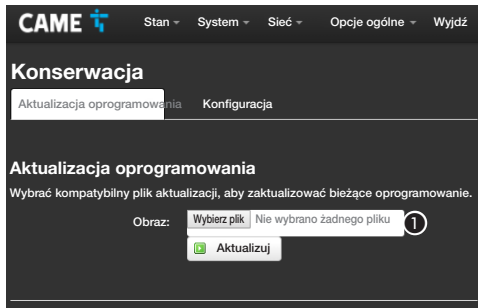 CAME Stan System Sieć Opcje ogólne Wyjdź
Konserwacja
Aktualizacja oprogramowania Konfiguracja
Aktualizacja oprogramowania
Wybrać kompatybilny plik aktualizacji, aby zaktualizować bieżące oprogramowanie.
Obraz: Wybierz plik Nie wybrano żadnego pliku ①
Aktualizuj